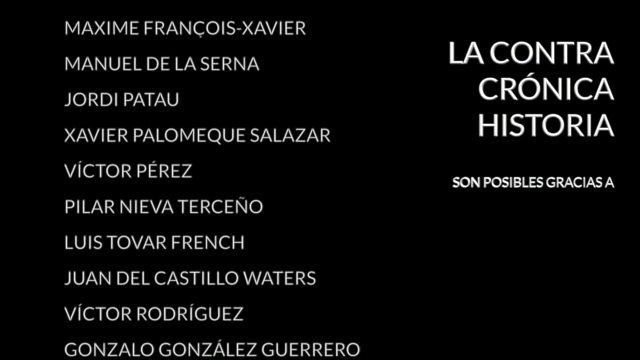 MAXIME FRANÇOIS-XAVIER
MANUEL DE LA SERNA
JORDI PATAU
XAVIER PALOMEQUE SALAZAR
VÍCTOR PÉREZ
PILAR NIEVA TERCEÑO
LUIS TOVAR FRENCH
JUAN DEL CASTILLO WATERS
VÍCTOR RODRÍGUEZ
GONZALO GONZÁLEZ GUERRERO
LA CONTRA
CRÓNICA
HISTORIA
SON POSIBLES GRACIAS A